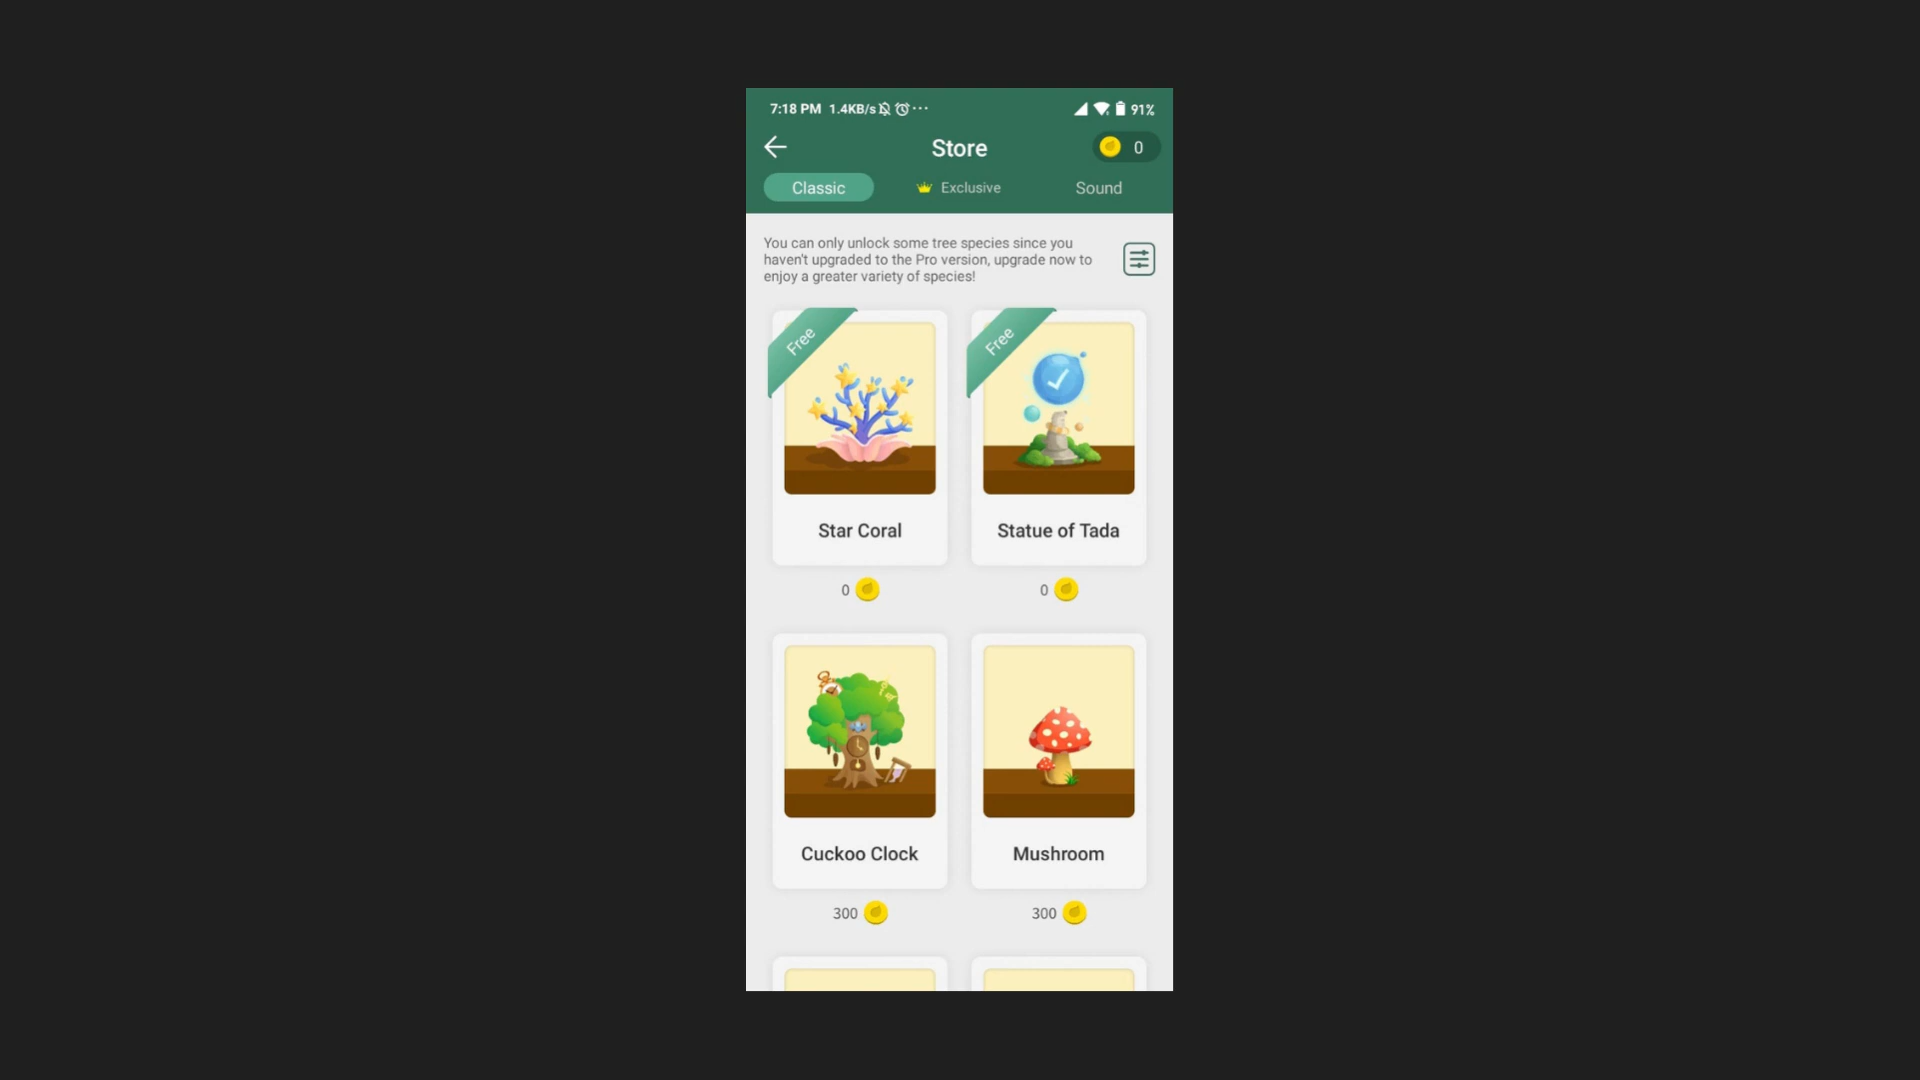 7:18 PM 1.4KB/s ... 91%
Store
0
Classic
Exclusive
Sound
You can only unlock some tree species since you
haven't upgraded to the Pro version, upgrade now to
enjoy a greater variety of species!
Free
Free
Star Coral
Statue of Tada
0
0
Cuckoo Clock
Mushroom
300
300